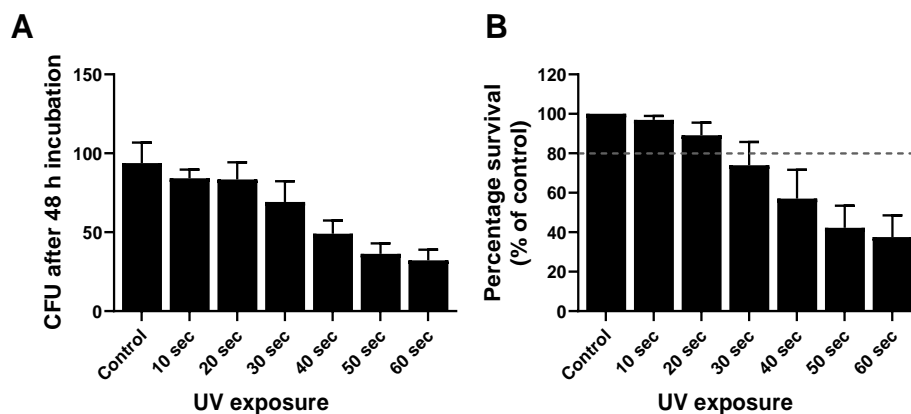 A
CFU after 48 h incubation
150
100
50
0
Control
10 sec
20 sec
30 sec
40 sec
50 sec
60 sec
UV exposure
B
Percentage survival
(% of control)
120
100
80
60
40
20
0
Control
10 sec
20 sec
30 sec
40 sec
50 sec
60 sec
UV exposure